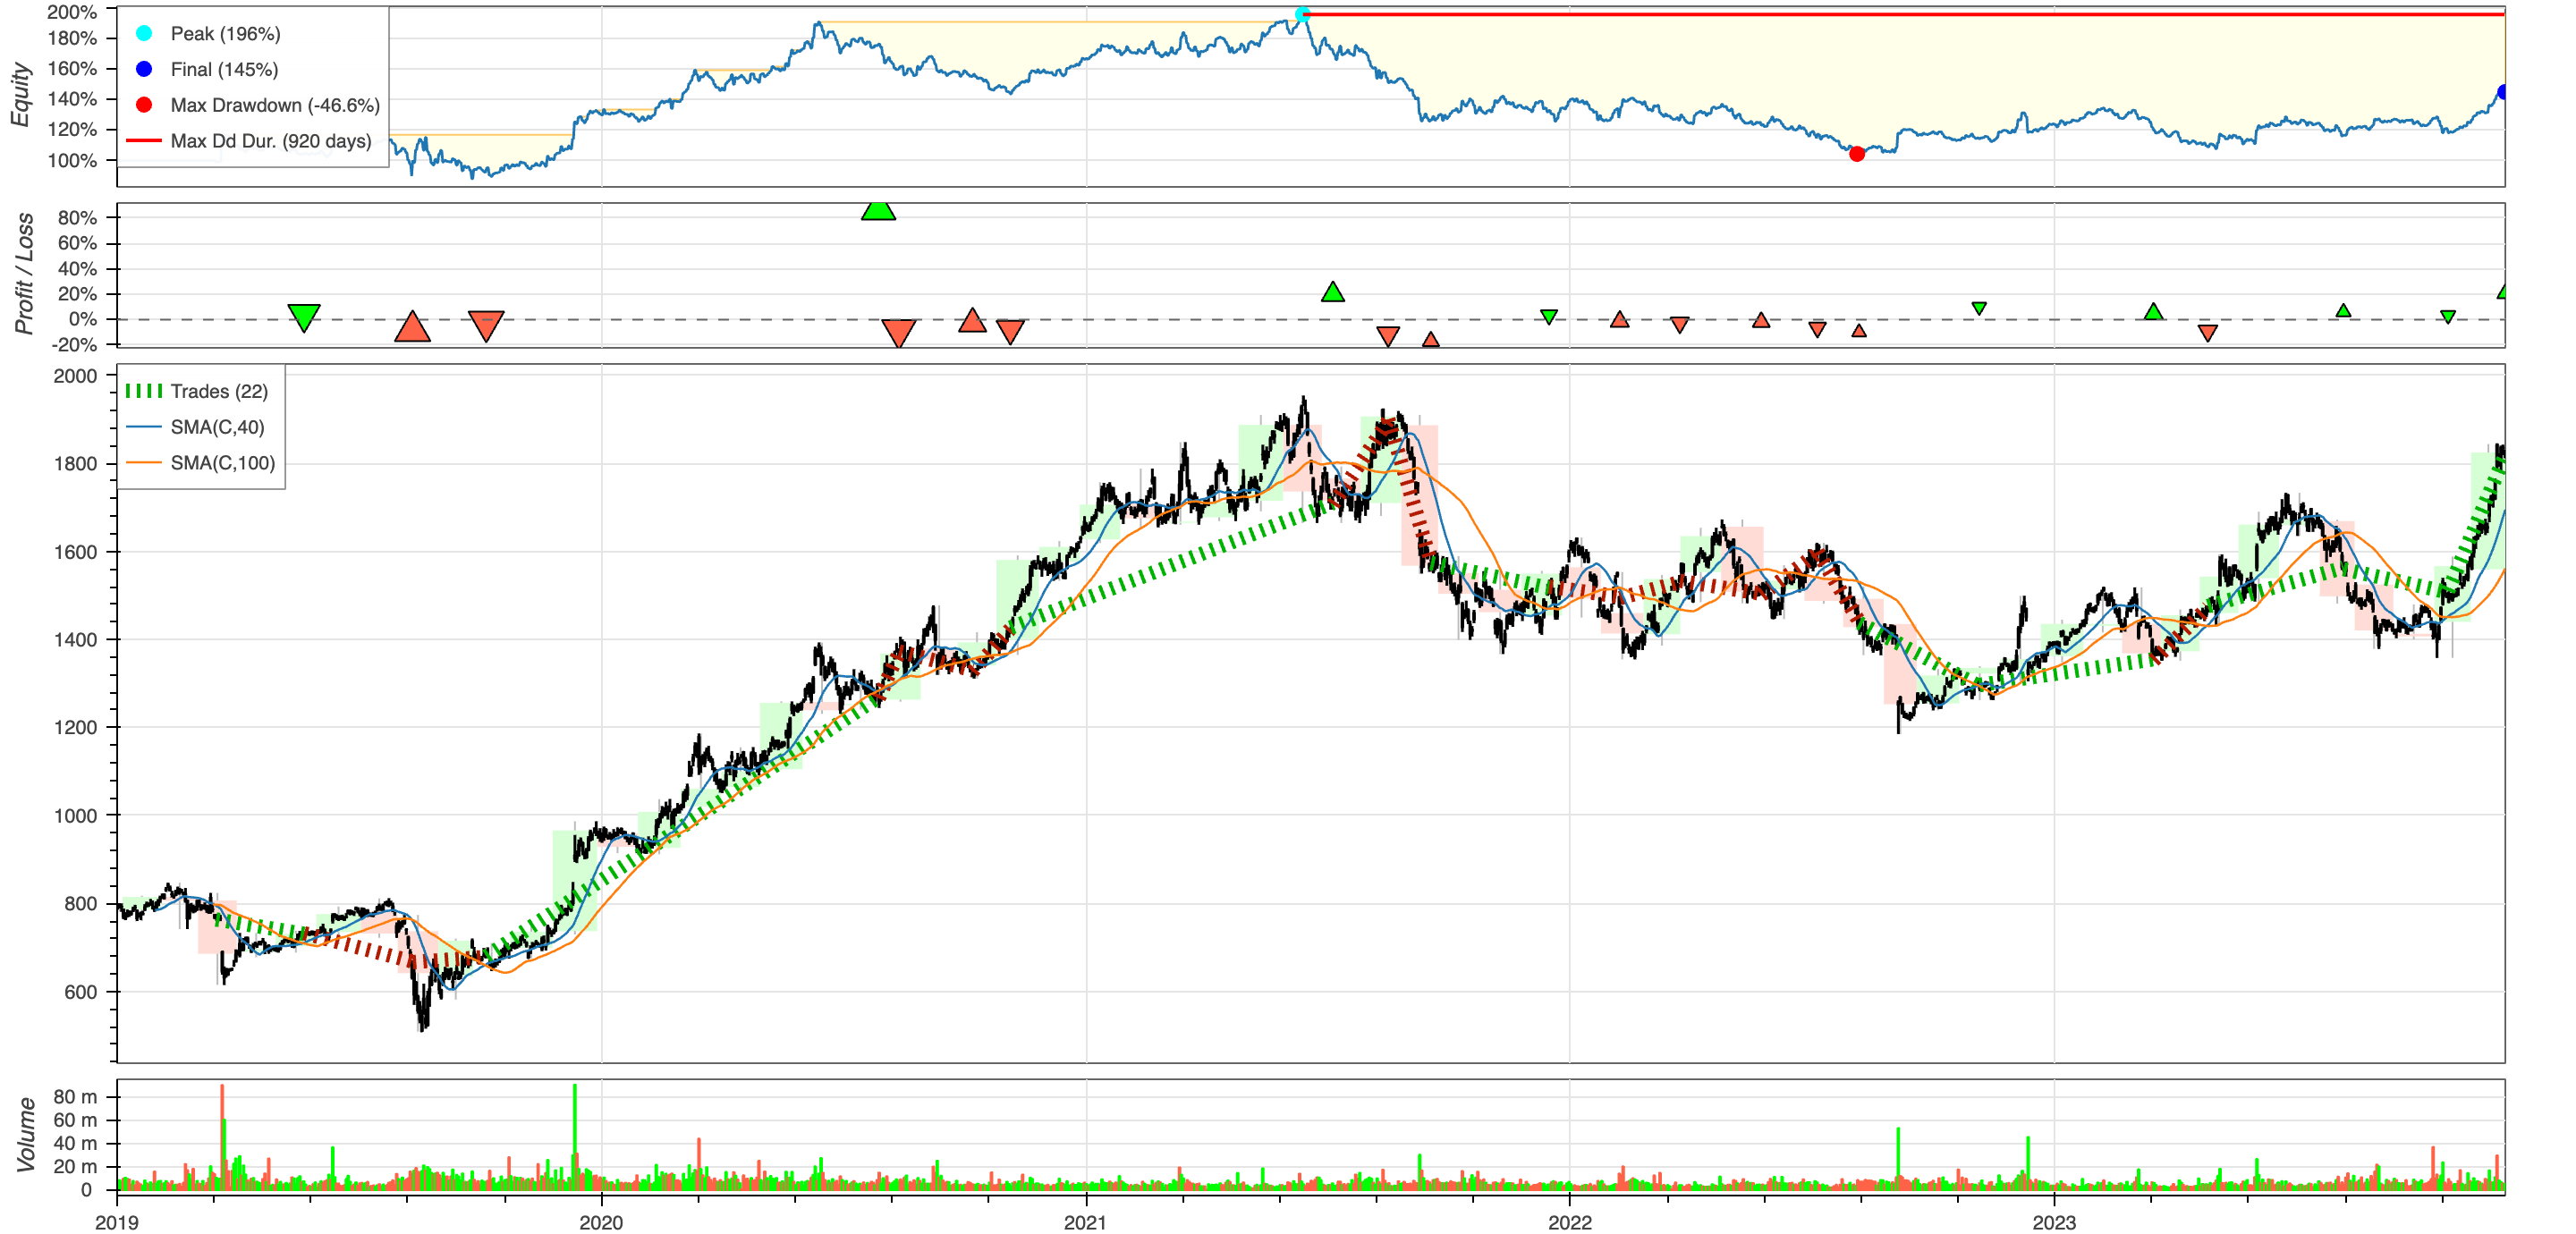 200%
180%
160%
140%
120%
100%
Equity
Peak (196%)
Final (145%)
Max Drawdown (-46.6%)
Max Dd Dur. (920 days)
80%
60%
40%
20%
0%
-20%
Profit / Loss
2000
1800
1600
1400
1200
1000
800
600
Trades (22)
SMA(C,40)
SMA(C,100)
80 m
60 m
40 m
20 m
0
Volume
2019 2020 2021 2022 2023